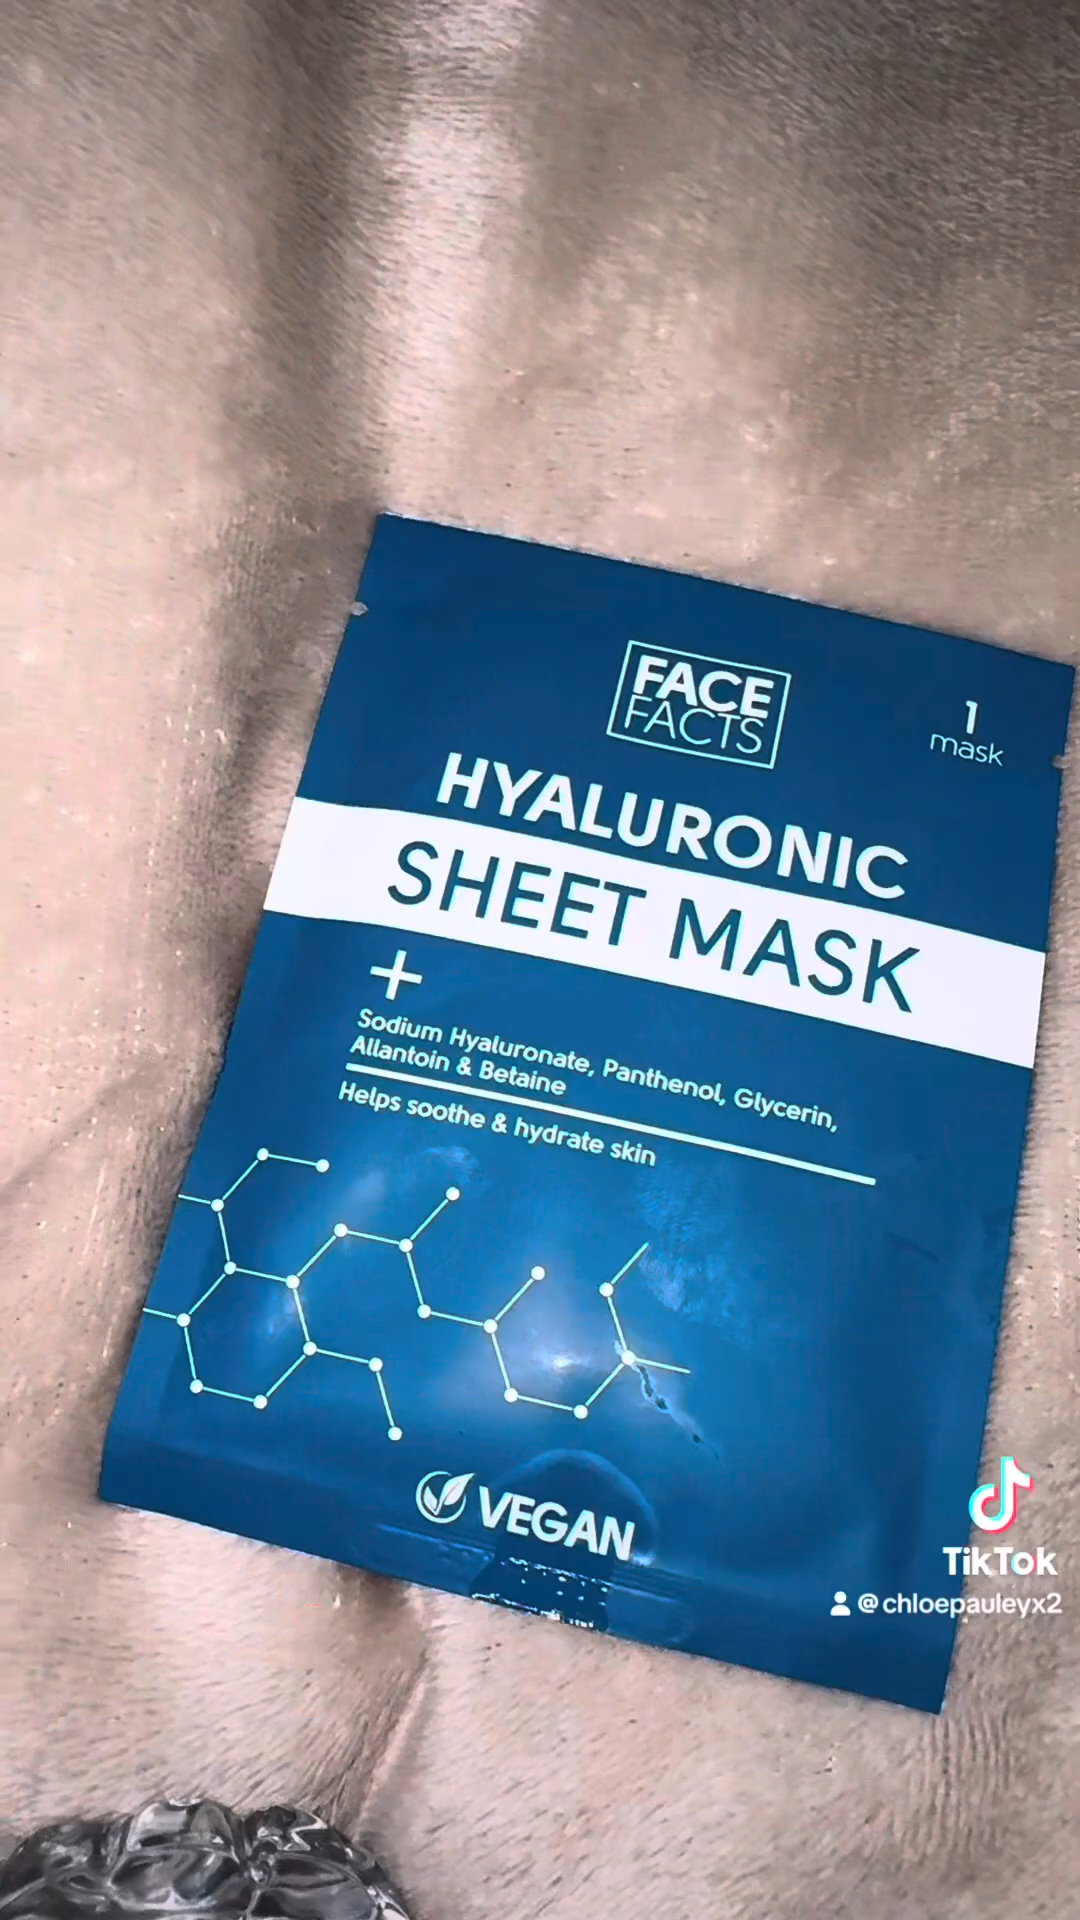 FACE
FACTS
1
mask
HYALURONIC
SHEET MASK
+
Sodium Hyaluronate, Panthenol, Glycerin,
Allantoin & Betaine
Helps soothe & hydrate skin
VEGAN
TikTok
@chloepauleyx2